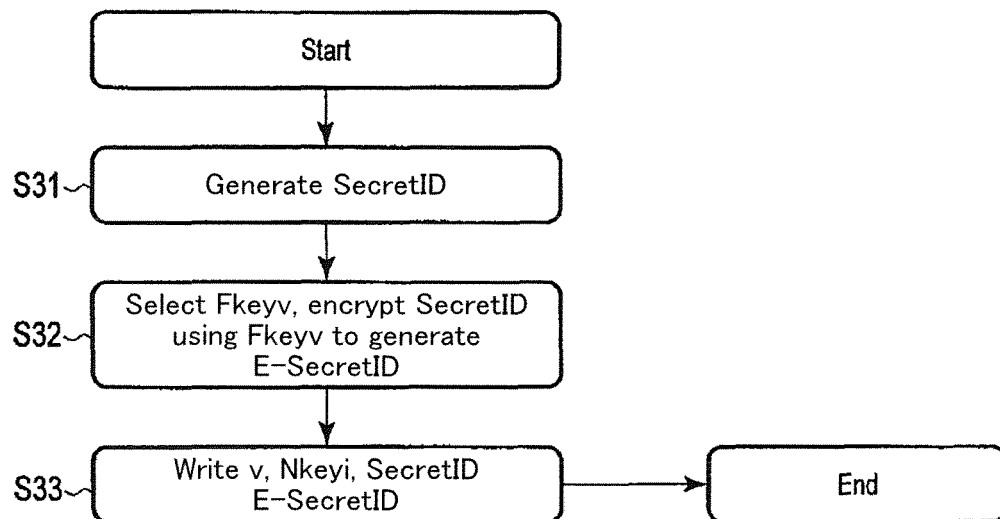 Start
S31
Generate SecretID
S32
Select Fkeyv, encrypt SecretID
using Fkeyv to generate
E-SecretID
S33
Write v, Nkeyi, SecretID
E-SecretID
End